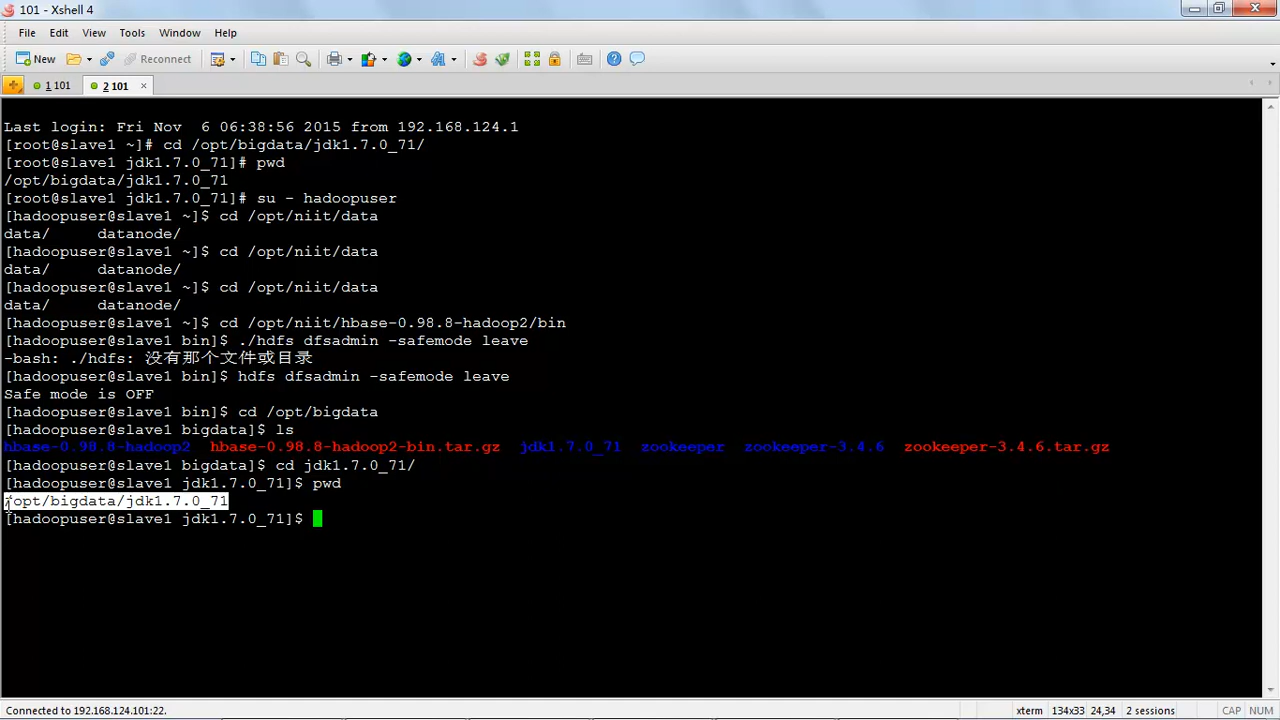 101 - Xshell 4
File Edit View Tools Window Help
New Reconnect
1 101 2 101
Last login: Fri Nov  6 06:38:56 2015 from 192.168.124.1
[root@slave1 ~]# cd /opt/bigdata/jdk1.7.0_71/
[root@slave1 jdk1.7.0_71]# pwd
/opt/bigdata/jdk1.7.0_71
[root@slave1 jdk1.7.0_71]# su - hadoopuser
[hadoopuser@slave1 ~]$ cd /opt/niit/data
data/     datanode/
[hadoopuser@slave1 ~]$ cd /opt/niit/data
data/     datanode/
[hadoopuser@slave1 ~]$ cd /opt/niit/data
data/     datanode/
[hadoopuser@slave1 ~]$ cd /opt/niit/hbase-0.98.8-hadoop2/bin
[hadoopuser@slave1 bin]$ ./hdfs dfsadmin -safemode leave
-bash: ./hdfs: 没有那个文件或目录
[hadoopuser@slave1 bin]$ hdfs dfsadmin -safemode leave
Safe mode is OFF
[hadoopuser@slave1 bin]$ cd /opt/bigdata
[hadoopuser@slave1 bigdata]$ ls
hbase-0.98.8-hadoop2  hbase-0.98.8-hadoop2-bin.tar.gz  jdk1.7.0_71  zookeeper  zookeeper-3.4.6  zookeeper-3.4.6.tar.gz
[hadoopuser@slave1 bigdata]$ cd jdk1.7.0_71/
[hadoopuser@slave1 jdk1.7.0_71]$ pwd
/opt/bigdata/jdk1.7.0_71
[hadoopuser@slave1 jdk1.7.0_71]$
Connected to 192.168.124.101:22. xterm 134x33 24,34 2 sessions CAP NUM